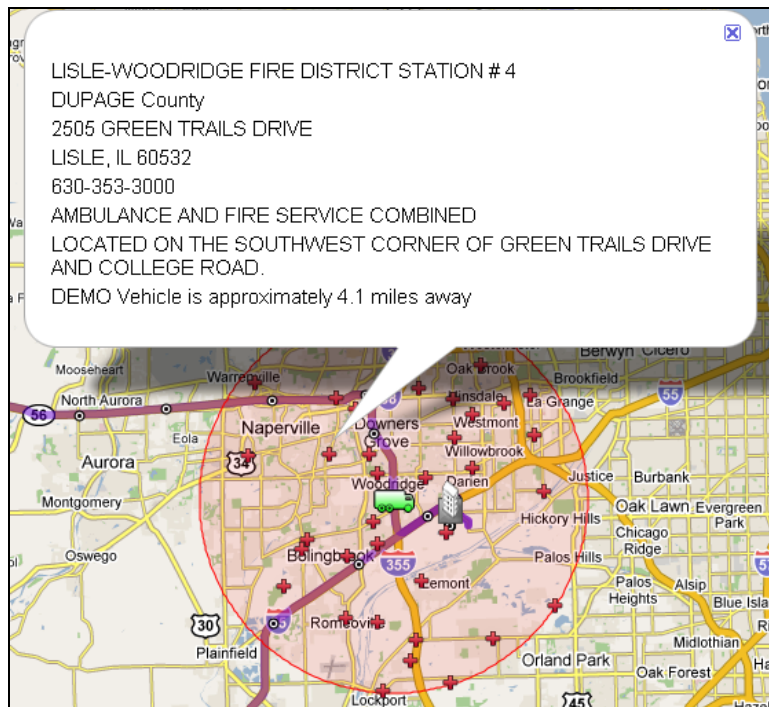 LISLE-WOODRIDGE FIRE DISTRICT STATION # 4
DUPAGE County
2505 GREEN TRAILS DRIVE
LISLE, IL 60532
630-353-3000
AMBULANCE AND FIRE SERVICE COMBINED
LOCATED ON THE SOUTHWEST CORNER OF GREEN TRAILS DRIVE
AND COLLEGE ROAD.
DEMO Vehicle is approximately 4.1 miles away
Berwyn Cicero
Mooseheart
Warrenville
Oak Brook
Brookfield
North Aurora
Hinsdale
La Grange
55
56
88
Naperville
Downers
Grove
Westmont
Eola
Aurora
34
Willowbrook
Justice
Burbank
Woodridge
Darien
Montgomery
Hickory Hills
Oak Lawn
Evergreen
Park
Chicago
Ridge
Oswego
Bolingbrook
355
Palos Hills
Lemont
Palos
Heights
Alsip
Blue Isla
30
55
Romeoville
Plainfield
Midlothian
Orland Park
Oak Forest
Lockport
45